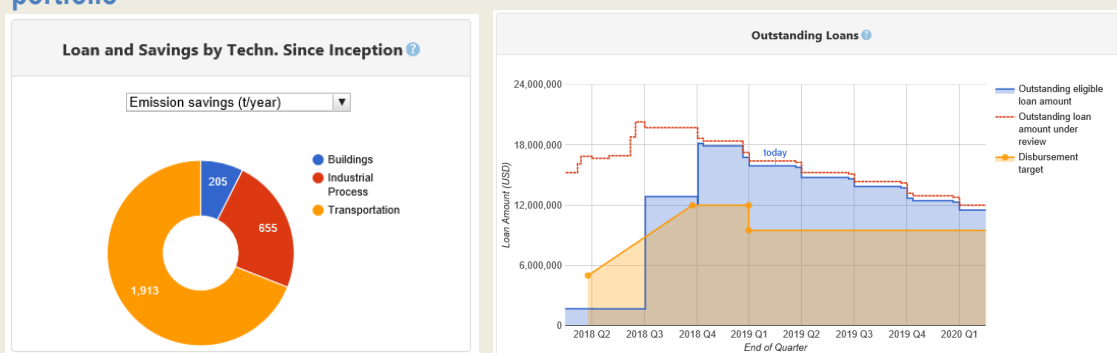 portfolio
Loan and Savings by Techn. Since Inception ?
Emission savings (t/year)
205
655
1,913
Buildings
Industrial
Process
Transportation
Outstanding Loans ?
Loan Amount (USD)
24,000,000
18,000,000
12,000,000
6,000,000
0
today
2018 Q2 2018 Q3 2018 Q4 2019 Q1 2019 Q2 2019 Q3 2019 Q4 2020 Q1
End of Quarter
Outstanding eligible
loan amount
Outstanding loan
amount under
review
Disbursement
target